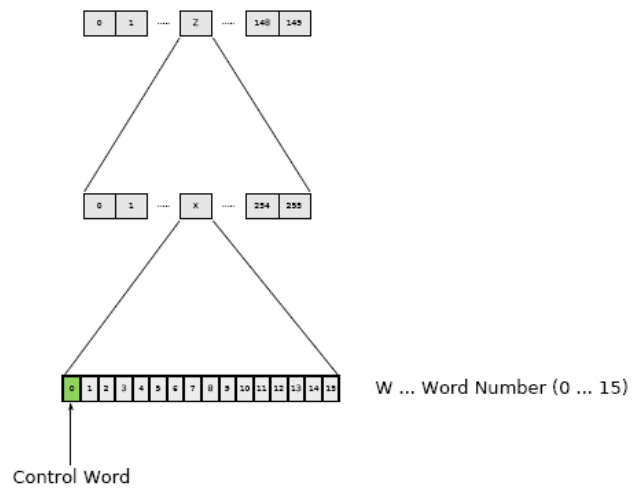 0 1 ..... Z ..... 148 149
0 1 ..... X ..... 254 255
0 1 2 3 4 5 6 7 8 9 10 11 12 13 14 15 W ... Word Number (0 ... 15)
Control Word